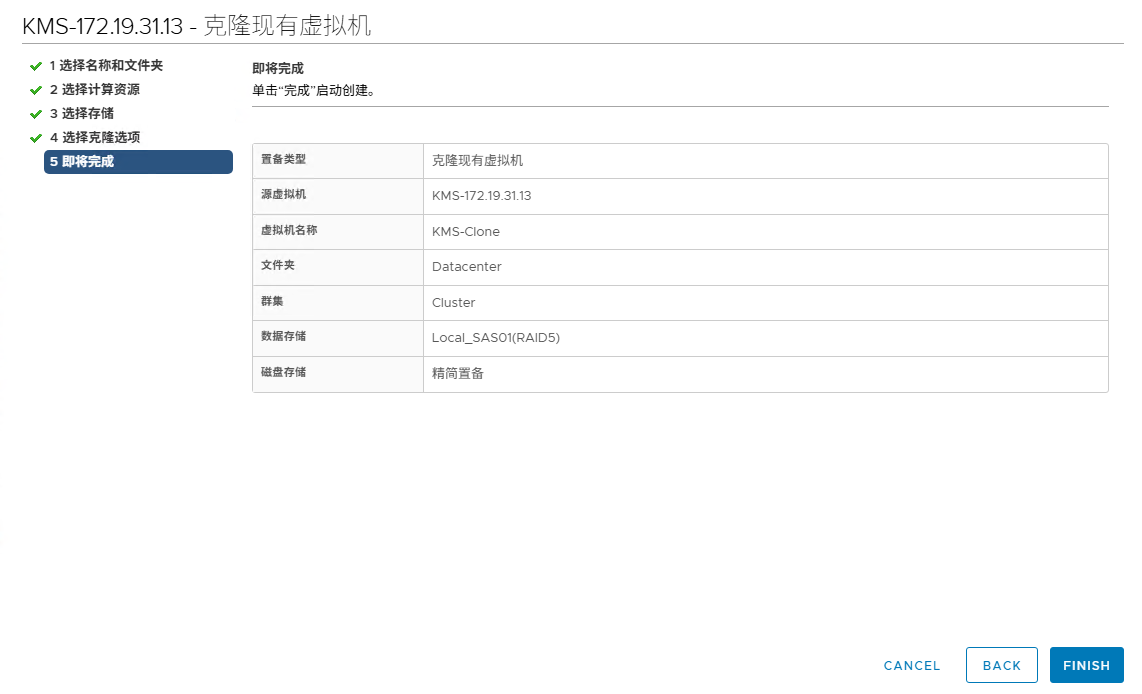 KMS-172.19.31.13 - 克隆现有虚拟机
1 选择名称和文件夹
2 选择计算资源
3 选择存储
4 选择克隆选项
5 即将完成
即将完成
单击“完成”启动创建。
置备类型 克隆现有虚拟机
源虚拟机 KMS-172.19.31.13
虚拟机名称 KMS-Clone
文件夹 Datacenter
群集 Cluster
数据存储 Local_SAS01(RAID5)
磁盘存储 精简置备
CANCEL BACK FINISH